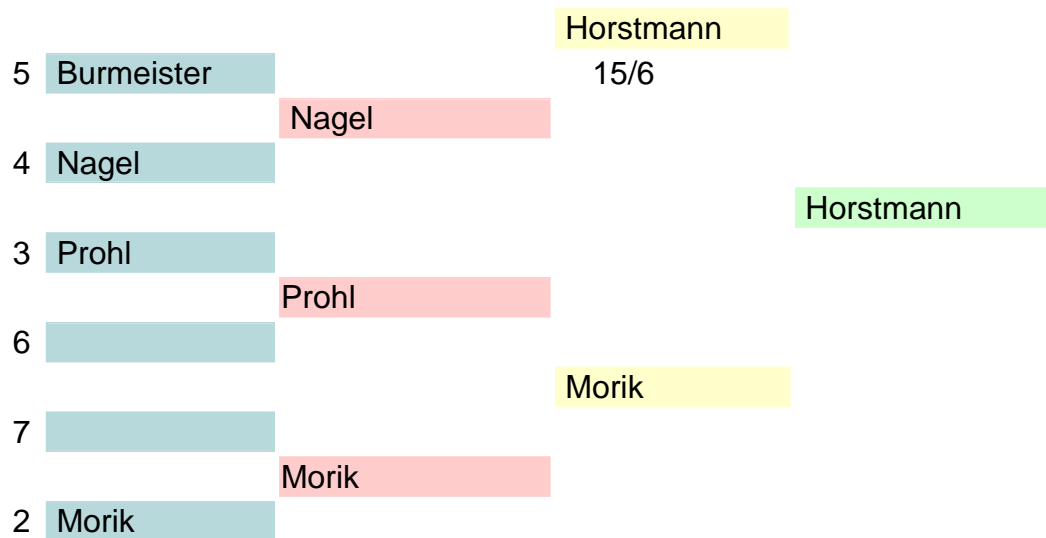 Horstmann
5 Burmeister 15/6
Nagel
4 Nagel
Horstmann
3 Prohl
Prohl
6
Morik
7
Morik
2 Morik